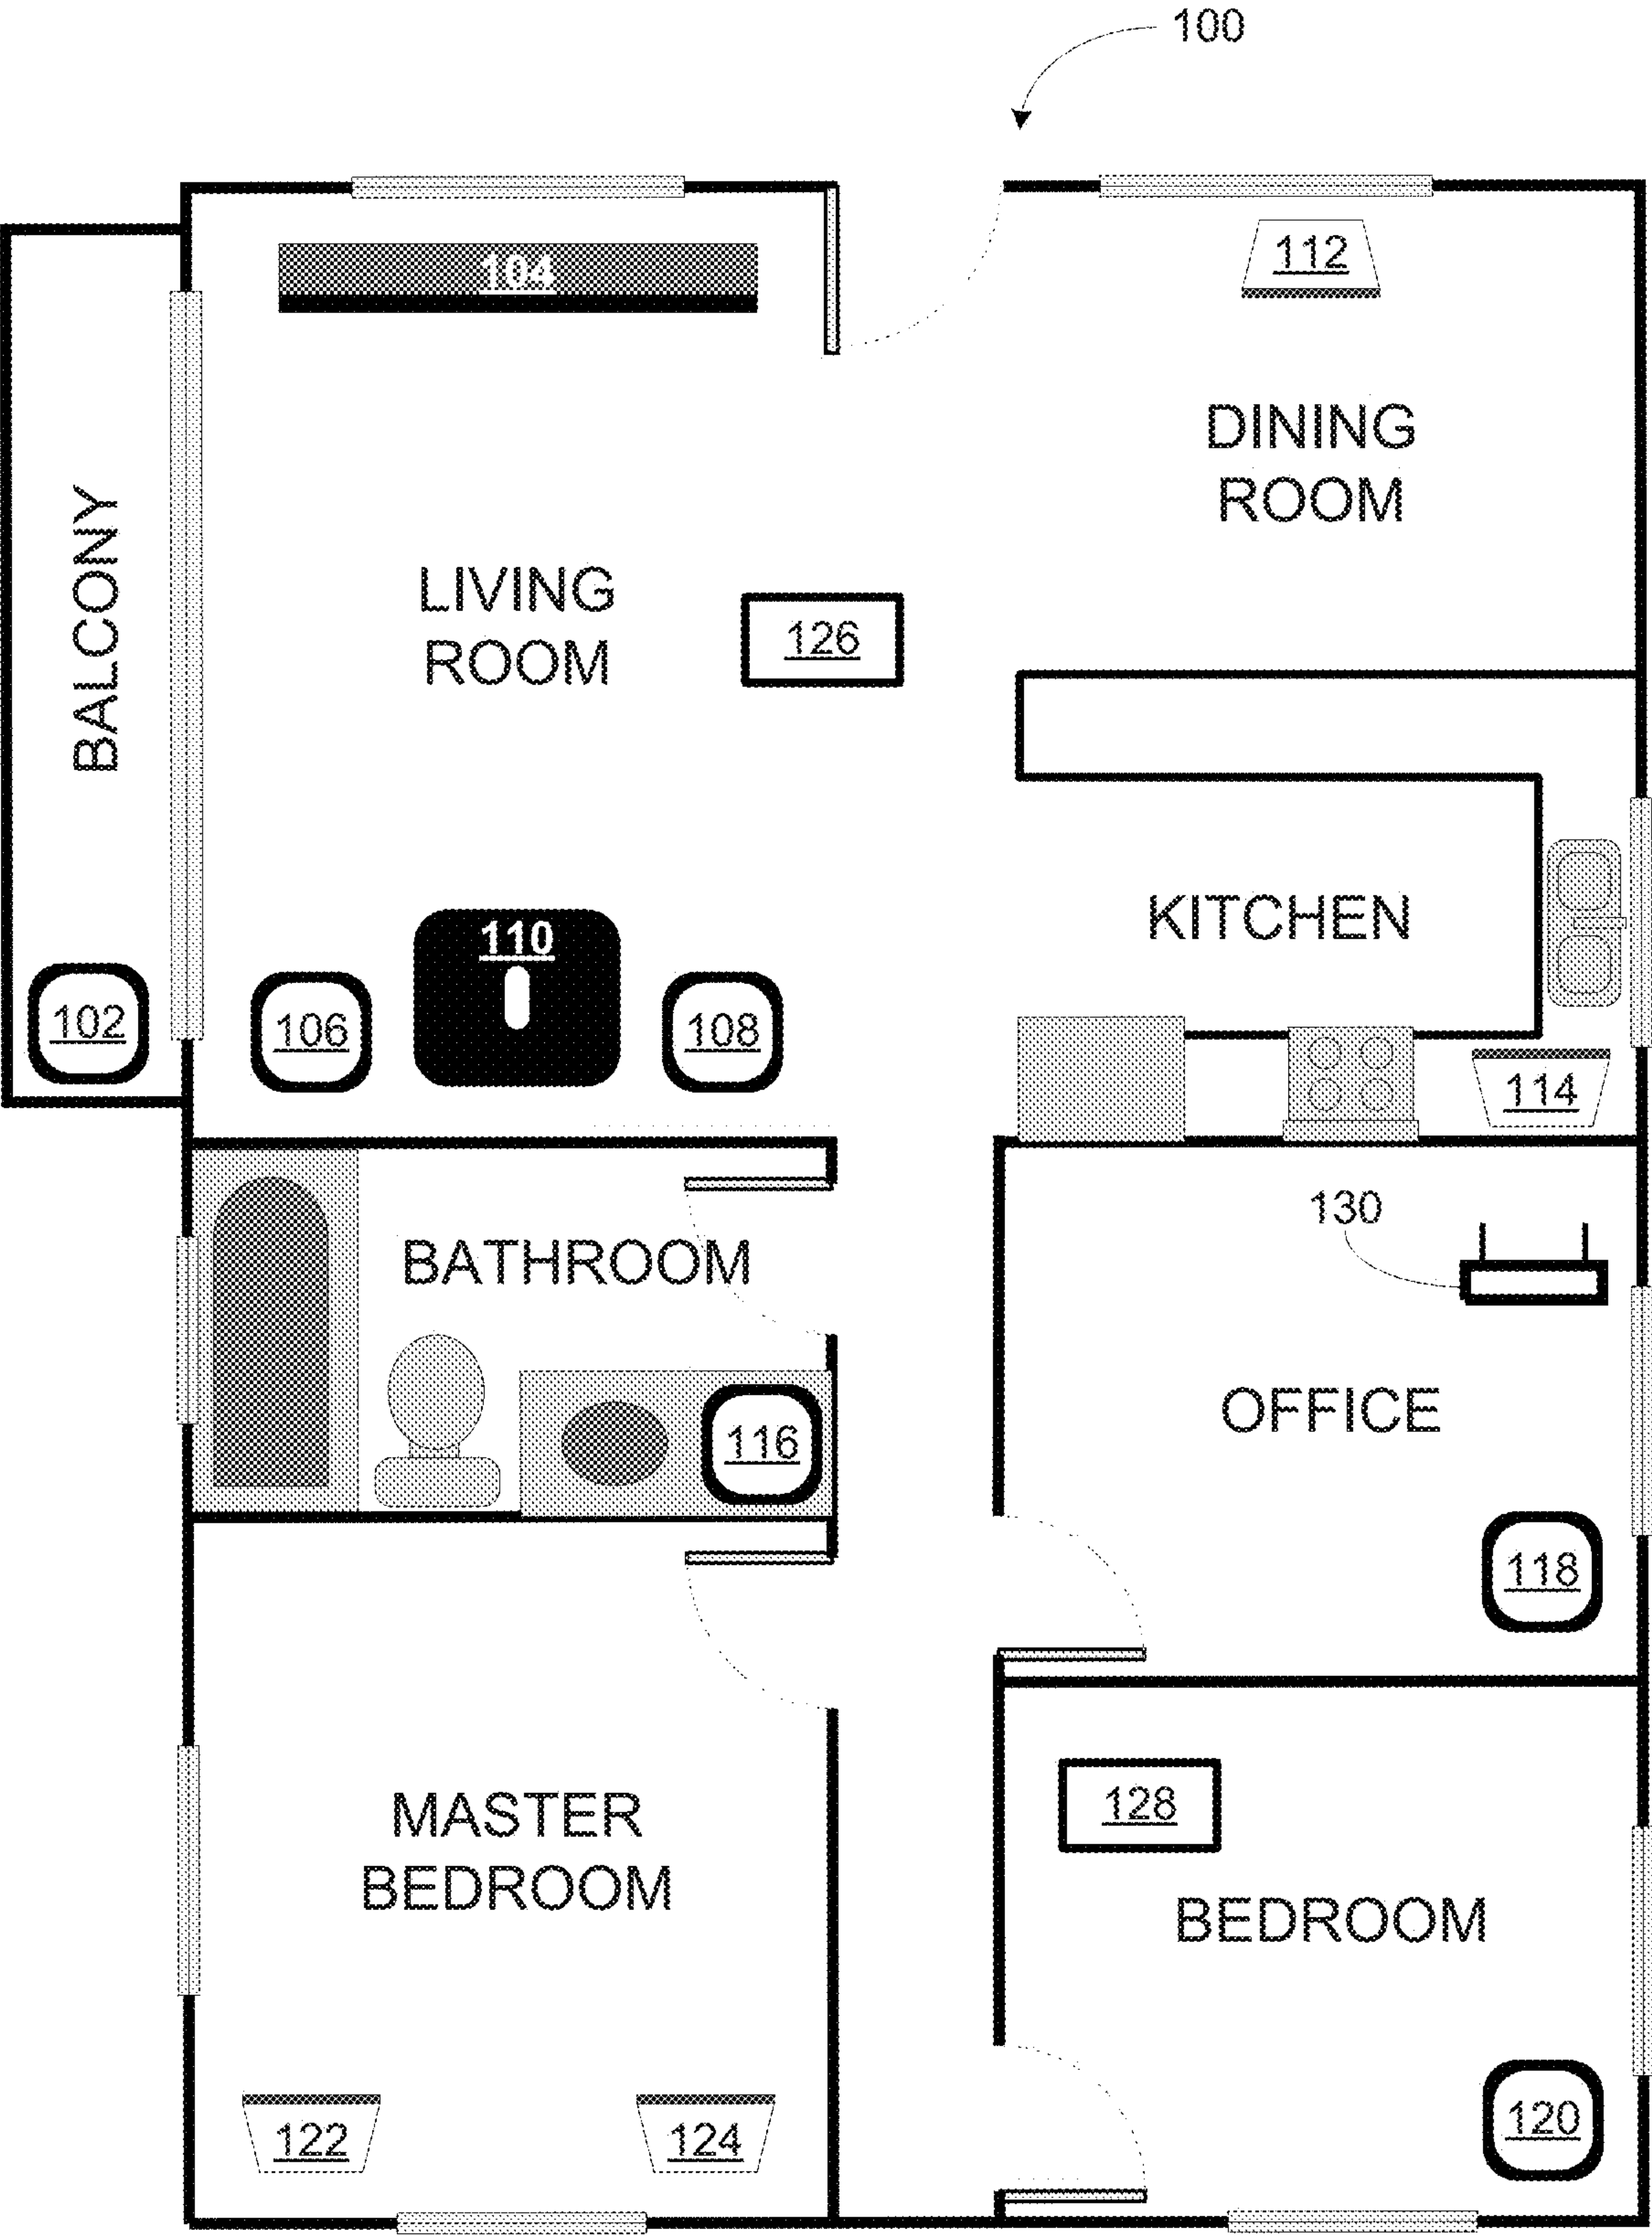 100
104
112
DINING
ROOM
BALCONY
LIVING
ROOM
126
KITCHEN
110
102
106
108
114
130
BATHROOM
OFFICE
116
118
MASTER
BEDROOM
128
BEDROOM
122
124
120